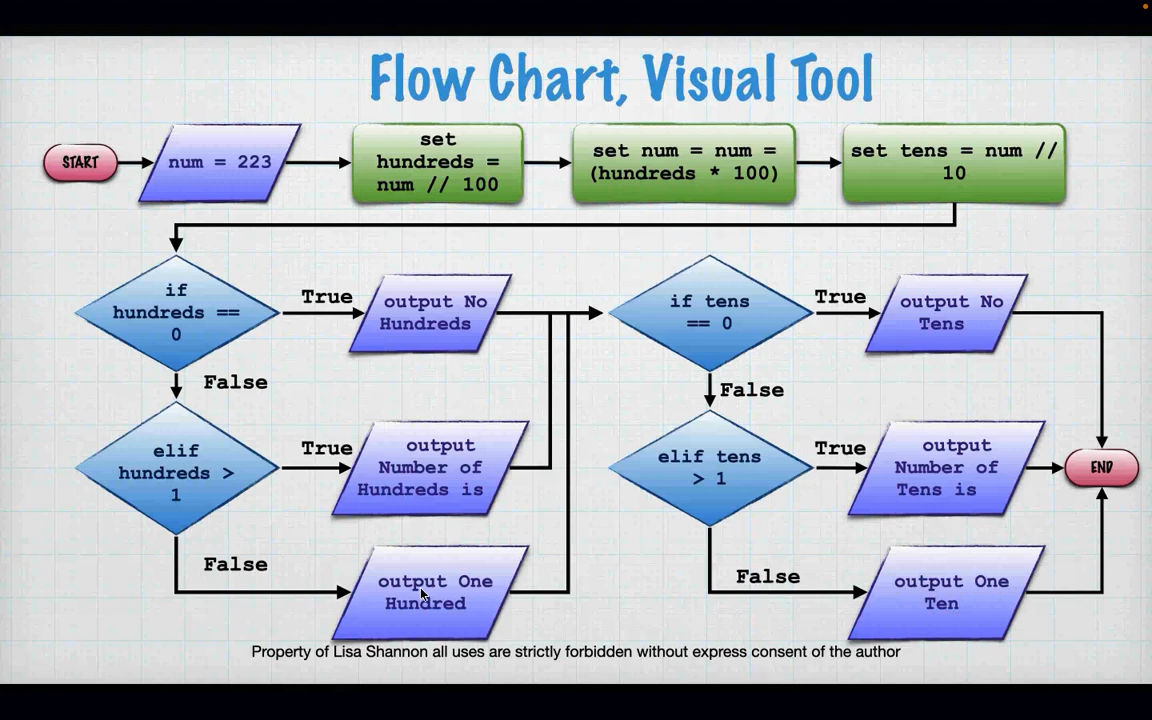 Flow Chart, Visual Tool
START
num = 223
set
hundreds =
num // 100
set num = num =
(hundreds * 100)
set tens = num //
10
if
hundreds ==
0
True
output No
Hundreds
if tens
== 0
True
output No
Tens
False
False
elif
hundreds >
1
True
output
Number of
Hundreds is
elif tens
> 1
True
output
Number of
Tens is
END
False
output One
Hundred
False
output One
Ten
Property of Lisa Shannon all uses are strictly forbidden without express consent of the author